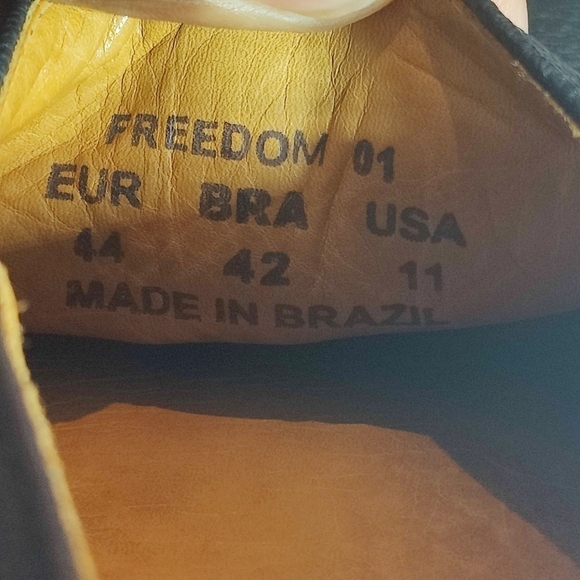 FREEDOM 01
EUR BRA USA
44 42 11
MADE IN BRAZIL